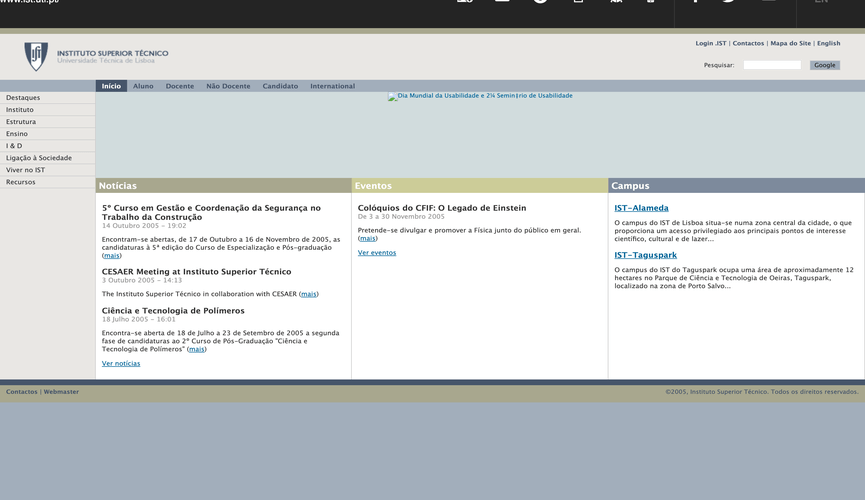 www.ist.utl.pt/
EN
INSTITUTO SUPERIOR TÉCNICO
Universidade Técnica de Lisboa
Login .IST | Contactos | Mapa do Site | English
Pesquisar:
Google
Início
Aluno
Docente
Não Docente
Candidato
International
Destaques
Instituto
Estrutura
Ensino
I & D
Ligação à Sociedade
Viver no IST
Recursos
Notícias
5º Curso em Gestão e Coordenação da Segurança no
Trabalho da Construção
14 Outubro 2005 - 19:02
Encontram-se abertas, de 17 de Outubro a 16 de Novembro de 2005, as
candidaturas à 5ª edição do Curso de Especialização e Pós-graduação
(mais)
CESAER Meeting at Instituto Superior Técnico
3 Outubro 2005 - 14:13
The Instituto Superior Técnico in collaboration with CESAER (mais)
Ciência e Tecnologia de Polímeros
18 Julho 2005 - 16:01
Encontra-se aberta de 18 de Julho a 23 de Setembro de 2005 a segunda
fase de candidaturas ao 2º Curso de Pós-Graduação "Ciência e
Tecnologia de Polímeros" (mais)
Ver notícias
Eventos
Colóquios do CFIF: O Legado de Einstein
De 3 a 30 Novembro 2005
Pretende-se divulgar e promover a Física junto do público em geral.
(mais)
Ver eventos
Campus
IST-Alameda
O campus do IST de Lisboa situa-se numa zona central da cidade, o que
proporciona um acesso privilegiado aos principais pontos de interesse
científico, cultural e de lazer...
IST-Taguspark
O campus do IST do Taguspark ocupa uma área de aproximadamente 12
hectares no Parque de Ciência e Tecnologia de Oeiras, Taguspark,
localizado na zona de Porto Salvo...
Dia Mundial da Usabilidade e 2
de Usabilidade
Contactos | Webmaster
©2005, Instituto Superior Técnico. Todos os direitos reservados.